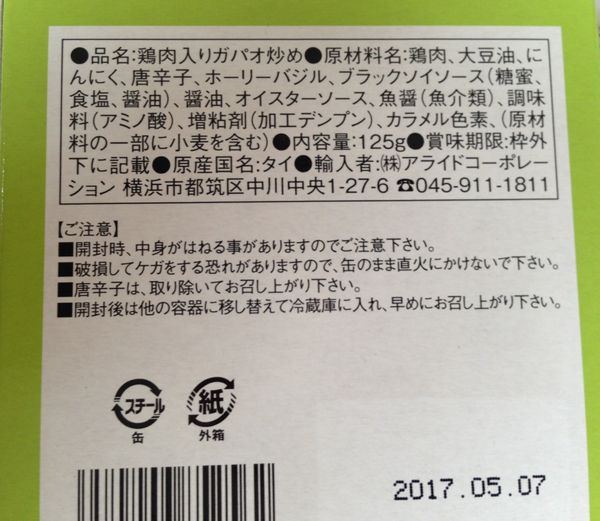 ●品名:鶏肉入りガパオ炒め●原材料名:鶏肉、大豆油、にん
にく、唐辛子、ホーリーバジル、ブラックソイソース(糖蜜、
食塩、醤油)、醤油、オイスターソース、魚醤(魚介類)、調味
料(アミノ酸)、増粘剤(加工デンプン)、カラメル色素、(原材
料の一部に小麦を含む)●内容量:125g●賞味期限:枠外
下に記載●原産国名:タイ●輸入者:㈱アライドコーポレー
ション 横浜市都筑区中川中央1-27-6 ☎045-911-1811
【ご注意】
■開封時、中身がはねる事がありますのでご注意下さい。
■破損してケガをする恐れがありますので、缶のまま直火にかけないで下さい。
■唐辛子は、取り除いてお召し上がり下さい。
■開封後は他の容器に移し替えて冷蔵庫に入れ、早めにお召し上がり下さい。
スチール
缶
紙
外箱
2017.05.07